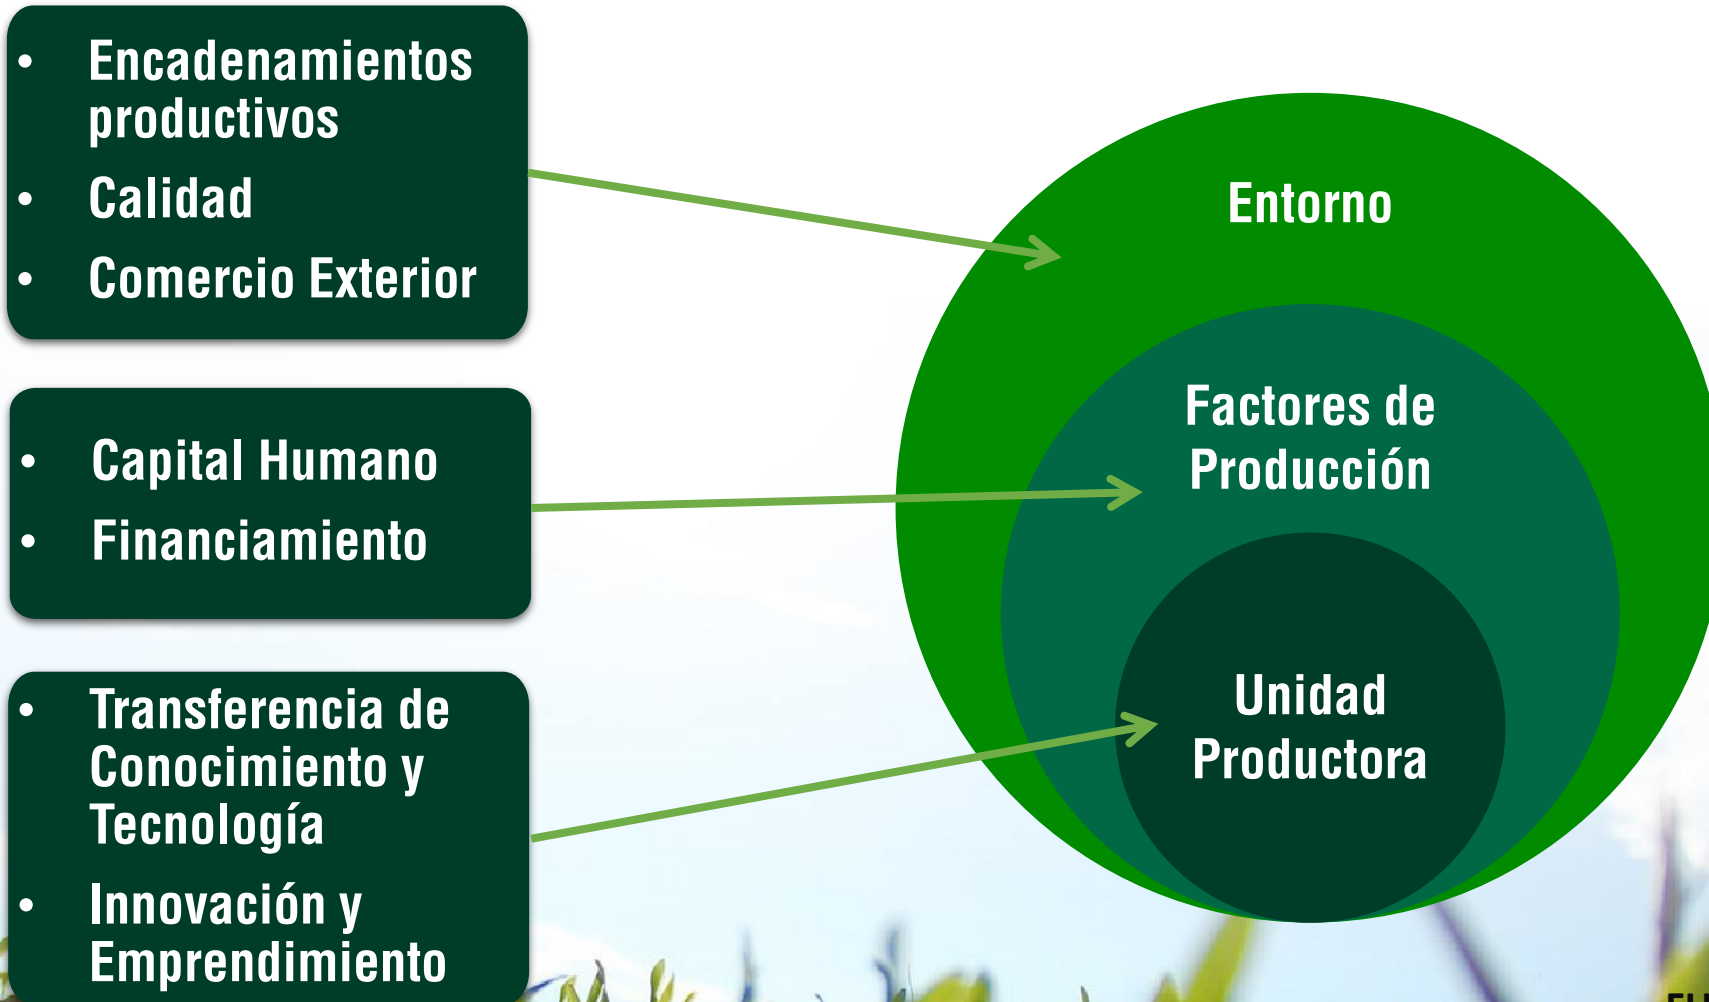 • Encadenamientos
productivos
• Calidad
• Comercio Exterior
• Capital Humano
• Financiamiento
• Transferencia de
Conocimiento y
Tecnología
• Innovación y
Emprendimiento
Entorno
Factores de
Producción
Unidad
Productora